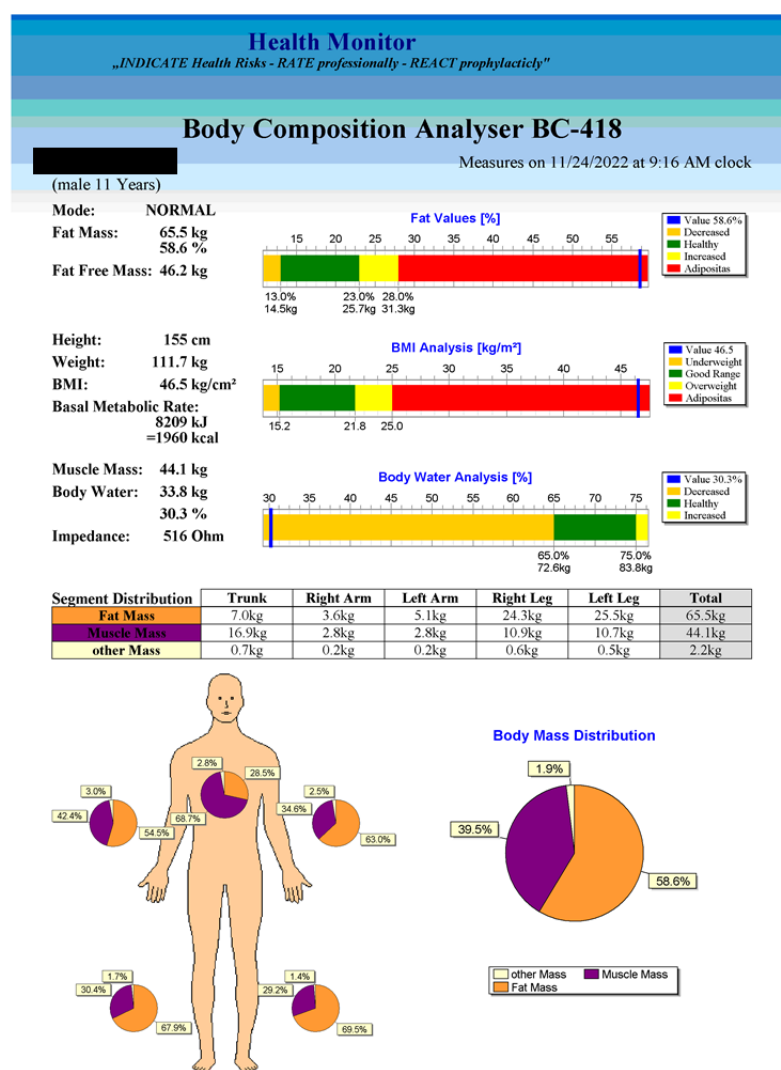 Health Monitor
„INDICATE Health Risks - RATE professionally - REACT prophylacticly"
Body Composition Analyser BC-418
Measures on 11/24/2022 at 9:16 AM clock
(male 11 Years)
Mode: NORMAL
Fat Mass: 65.5 kg
58.6 %
Fat Free Mass: 46.2 kg
Fat Values [%]
15 20 25 30 35 40 45 50 55
13.0% 23.0% 28.0%
14.5kg 25.7kg 31.3kg
Value 58.6%
Decreased
Healthy
Increased
Adipositas
Height: 155 cm
Weight: 111.7 kg
BMI: 46.5 kg/cm²
Basal Metabolic Rate:
8209 kJ
=1960 kcal
BMI Analysis [kg/m²]
15 20 25 30 35 40 45
15.2 21.8 25.0
Value 46.5
Underweight
Good Range
Overweight
Adipositas
Muscle Mass: 44.1 kg
Body Water: 33.8 kg
30.3 %
Impedance: 516 Ohm
Body Water Analysis [%]
30 35 40 45 50 55 60 65 70 75
65.0% 75.0%
72.6kg 83.8kg
Value 30.3%
Decreased
Healthy
Increased
Segment Distribution Trunk Right Arm Left Arm Right Leg Left Leg Total
Fat Mass 7.0kg 3.6kg 5.1kg 24.3kg 25.5kg 65.5kg
Muscle Mass 16.9kg 2.8kg 2.8kg 10.9kg 10.7kg 44.1kg
other Mass 0.7kg 0.2kg 0.2kg 0.6kg 0.5kg 2.2kg
2.8%
28.5%
68.7%
3.0%
42.4%
54.5%
2.5%
34.6%
63.0%
1.7%
30.4%
67.9%
1.4%
29.2%
69.5%
Body Mass Distribution
1.9%
39.5%
58.6%
other Mass Muscle Mass
Fat Mass